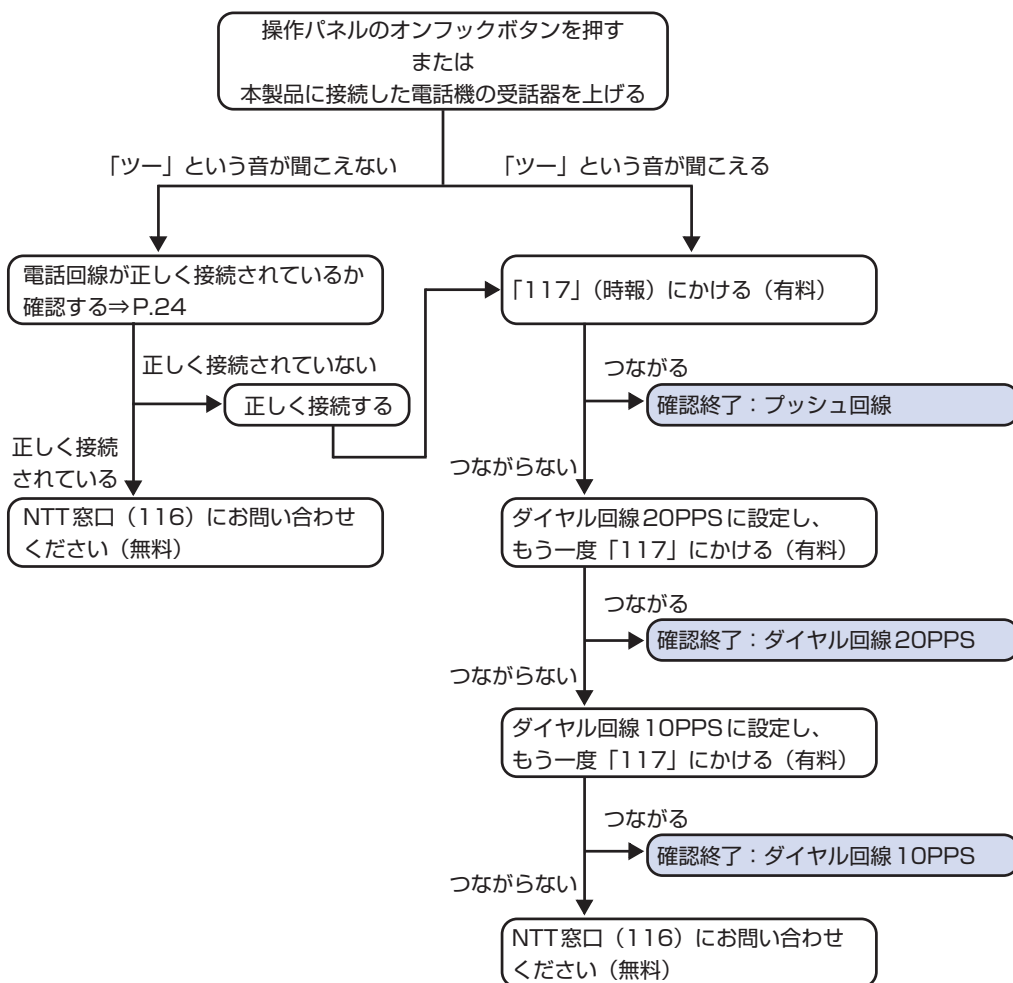 操作パネルのオンフックボタンを押す
または
本製品に接続した電話機の受話器を上げる
「ツー」という音が聞こえない
「ツー」という音が聞こえる
電話回線が正しく接続されているか
確認する⇒P.24
「117」（時報）にかける（有料）
正しく接続されていない
正しく接続する
つながる
確認終了：プッシュ回線
正しく接続
されている
つながらない
NTT窓口（116）にお問い合わせ
ください（無料）
ダイヤル回線20PPSに設定し、
もう一度「117」にかける（有料）
つながる
確認終了：ダイヤル回線20PPS
つながらない
ダイヤル回線10PPSに設定し、
もう一度「117」にかける（有料）
つながる
確認終了：ダイヤル回線10PPS
つながらない
NTT窓口（116）にお問い合わせ
ください（無料）